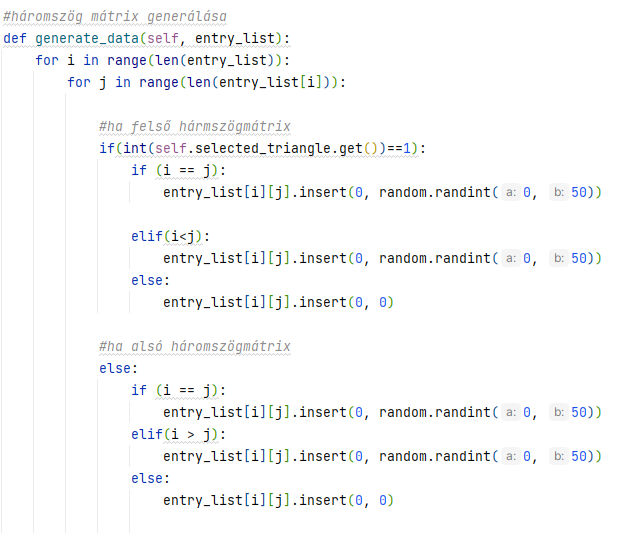 #háromszög mátrix generálása
def generate_data(self, entry_list):
    for i in range(len(entry_list)):
        for j in range(len(entry_list[i])):
            #ha felső hármszögmátrix
            if(int(self.selected_triangle.get())==1):
                if (i == j):
                    entry_list[i][j].insert(0, random.randint( a: 0,  b: 50))
                elif(i<j):
                    entry_list[i][j].insert(0, random.randint( a: 0,  b: 50))
                else:
                    entry_list[i][j].insert(0, 0)
            #ha alsó háromszögmátrix
            else:
                if (i == j):
                    entry_list[i][j].insert(0, random.randint( a: 0,  b: 50))
                elif(i > j):
                    entry_list[i][j].insert(0, random.randint( a: 0,  b: 50))
                else:
                    entry_list[i][j].insert(0, 0)